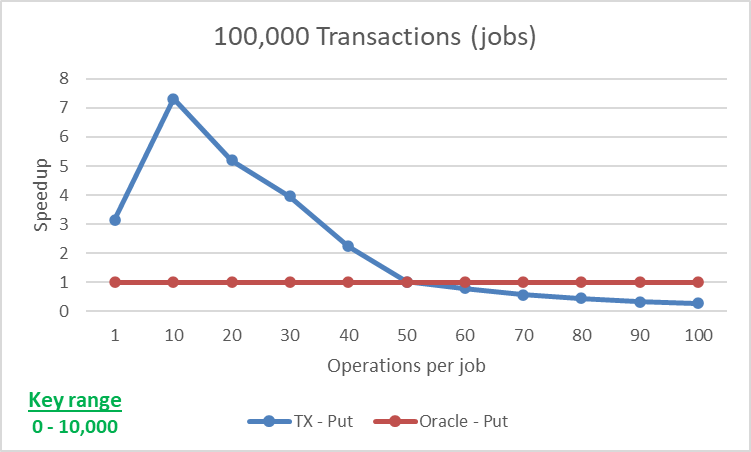 100,000 Transactions (jobs)
8
7
6
5
4
3
2
1
0
Speedup
1 10 20 30 40 50 60 70 80 90 100
Operations per job
Key range
0 - 10,000
TX - Put Oracle - Put